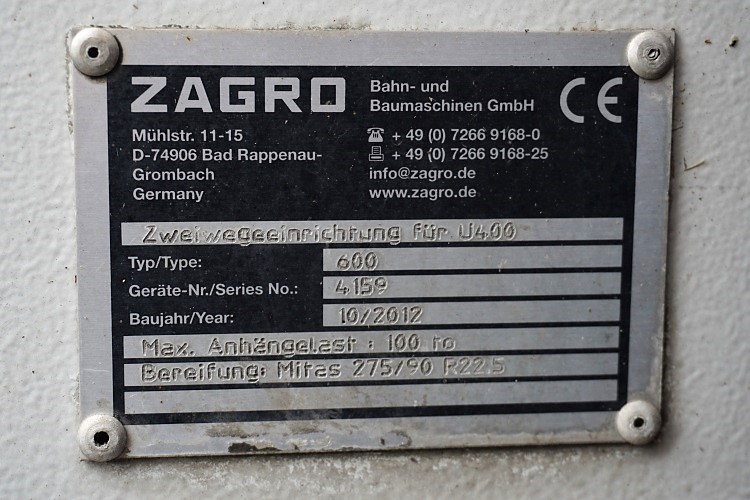 ZAGRO Bahn- und
Baumaschinen GmbH
CE
Mühlstr. 11-15
D-74906 Bad Rappenau-
Grombach
Germany
☎ + 49 (0) 7266 9168-0
+ 49 (0) 7266 9168-25
info@zagro.de
www.zagro.de
Zweiwegeeinrichtung für U400
Typ/Type: 600
Geräte-Nr./Series No.: 4159
Baujahr/Year: 10/2012
Max. Anhängelast : 100 to
Bereifung: Mitas 275/90 R22.5